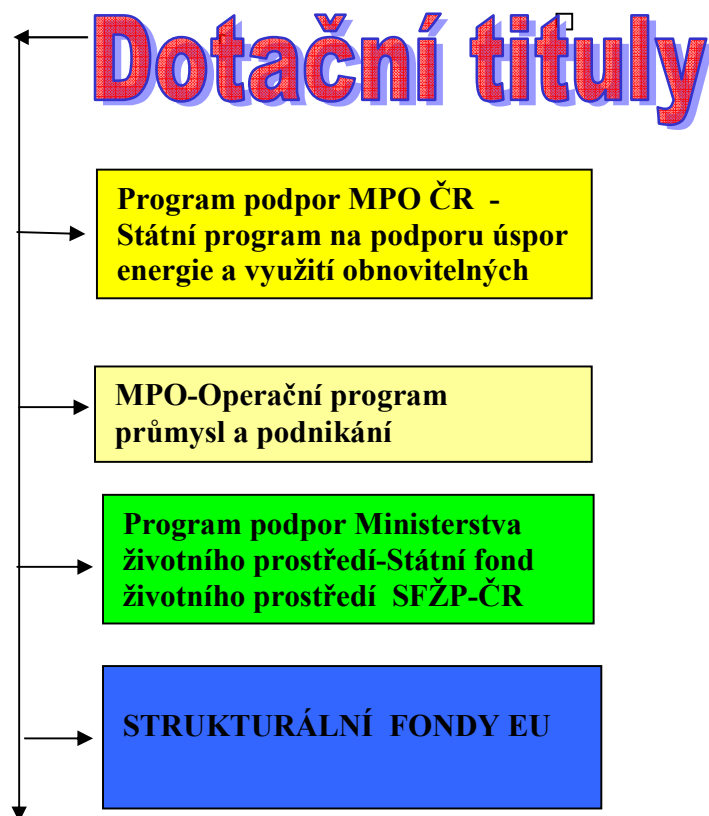 Dotační tituly
Program podpor MPO ČR -
Státní program na podporu úspor
energie a využití obnovitelných
MPO-Operační program
průmysl a podnikání
Program podpor Ministerstva
životního prostředí-Státní fond
životního prostředí SFŽP-ČR
STRUKTURÁLNÍ FONDY EU